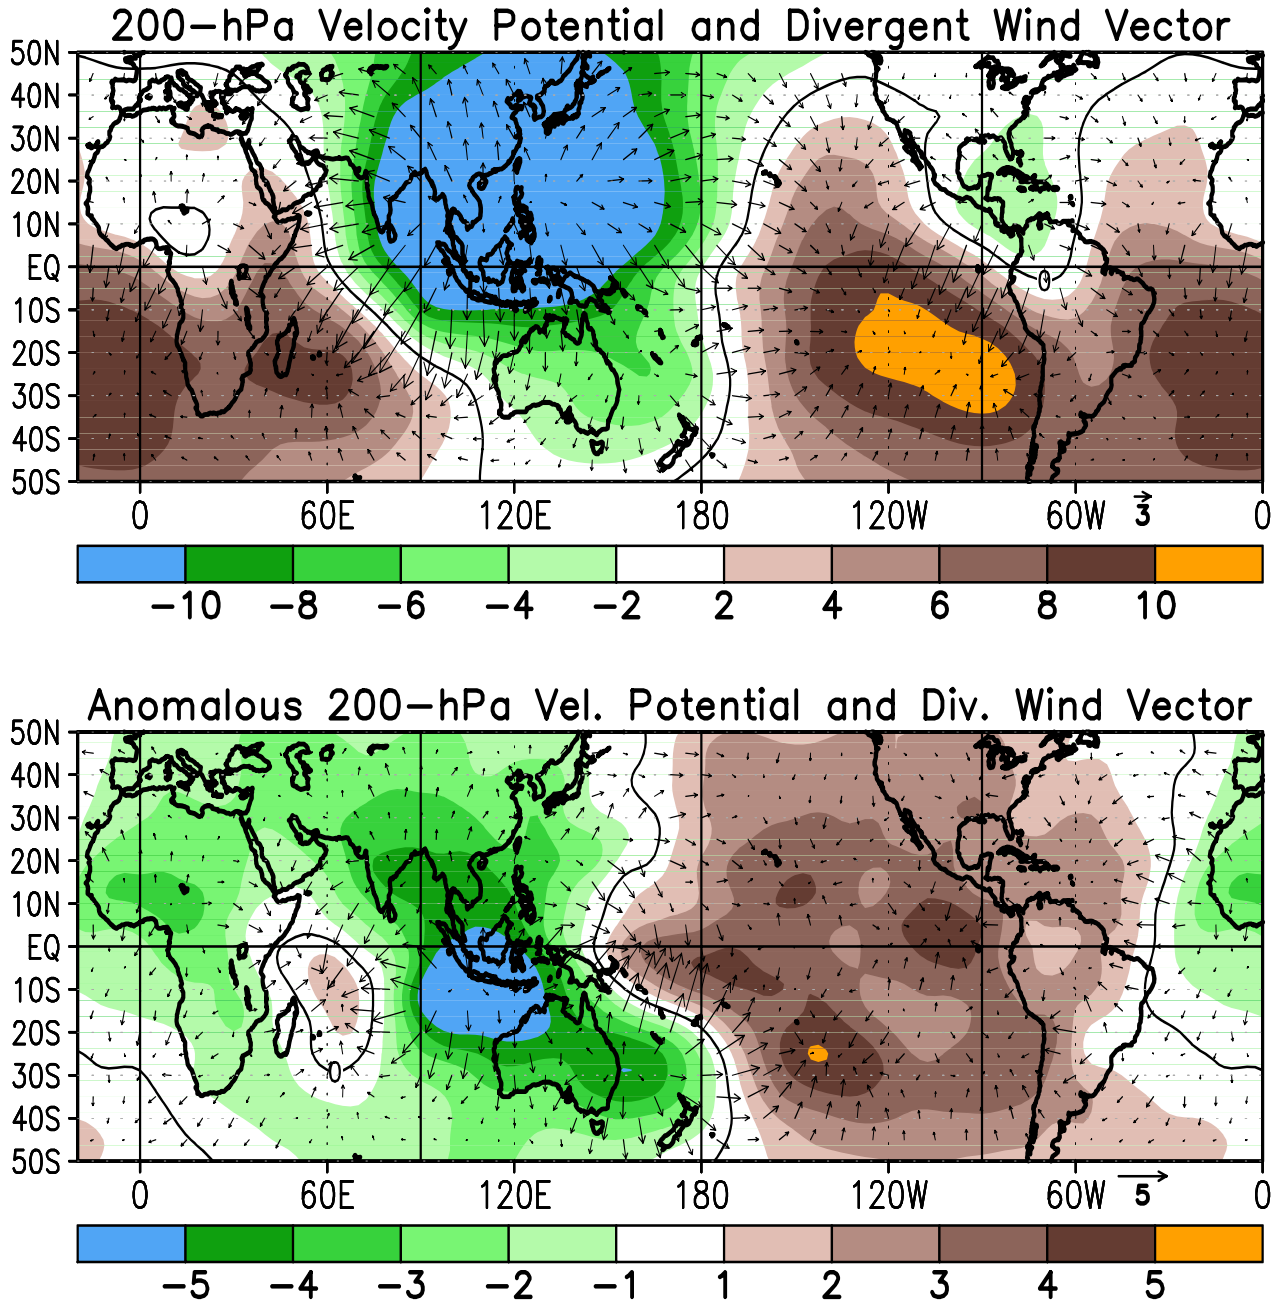 200-hPa Velocity Potential and Divergent Wind Vector
50N
40N
30N
20N
10N
EQ
10S
20S
30S
40S
50S
0
0 60E 120E 180 120W 60W 3 0
-10 -8 -6 -4 -2 2 4 6 8 10
Anomalous 200-hPa Vel. Potential and Div. Wind Vector
50N
40N
30N
20N
10N
EQ
10S
20S
30S
0
40S
50S
0 60E 120E 180 120W 60W 5 0
-5 -4 -3 -2 -1 1 2 3 4 5